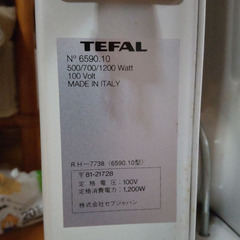 TEFAL
Nº 6590.10
500/700/1200 Watt
100 Volt
MADE IN ITALY
RH-7738 (6590.10型)
〒81-21728
定格電圧:100V
定格消費電力:1,200W
株式会社セブジャパン